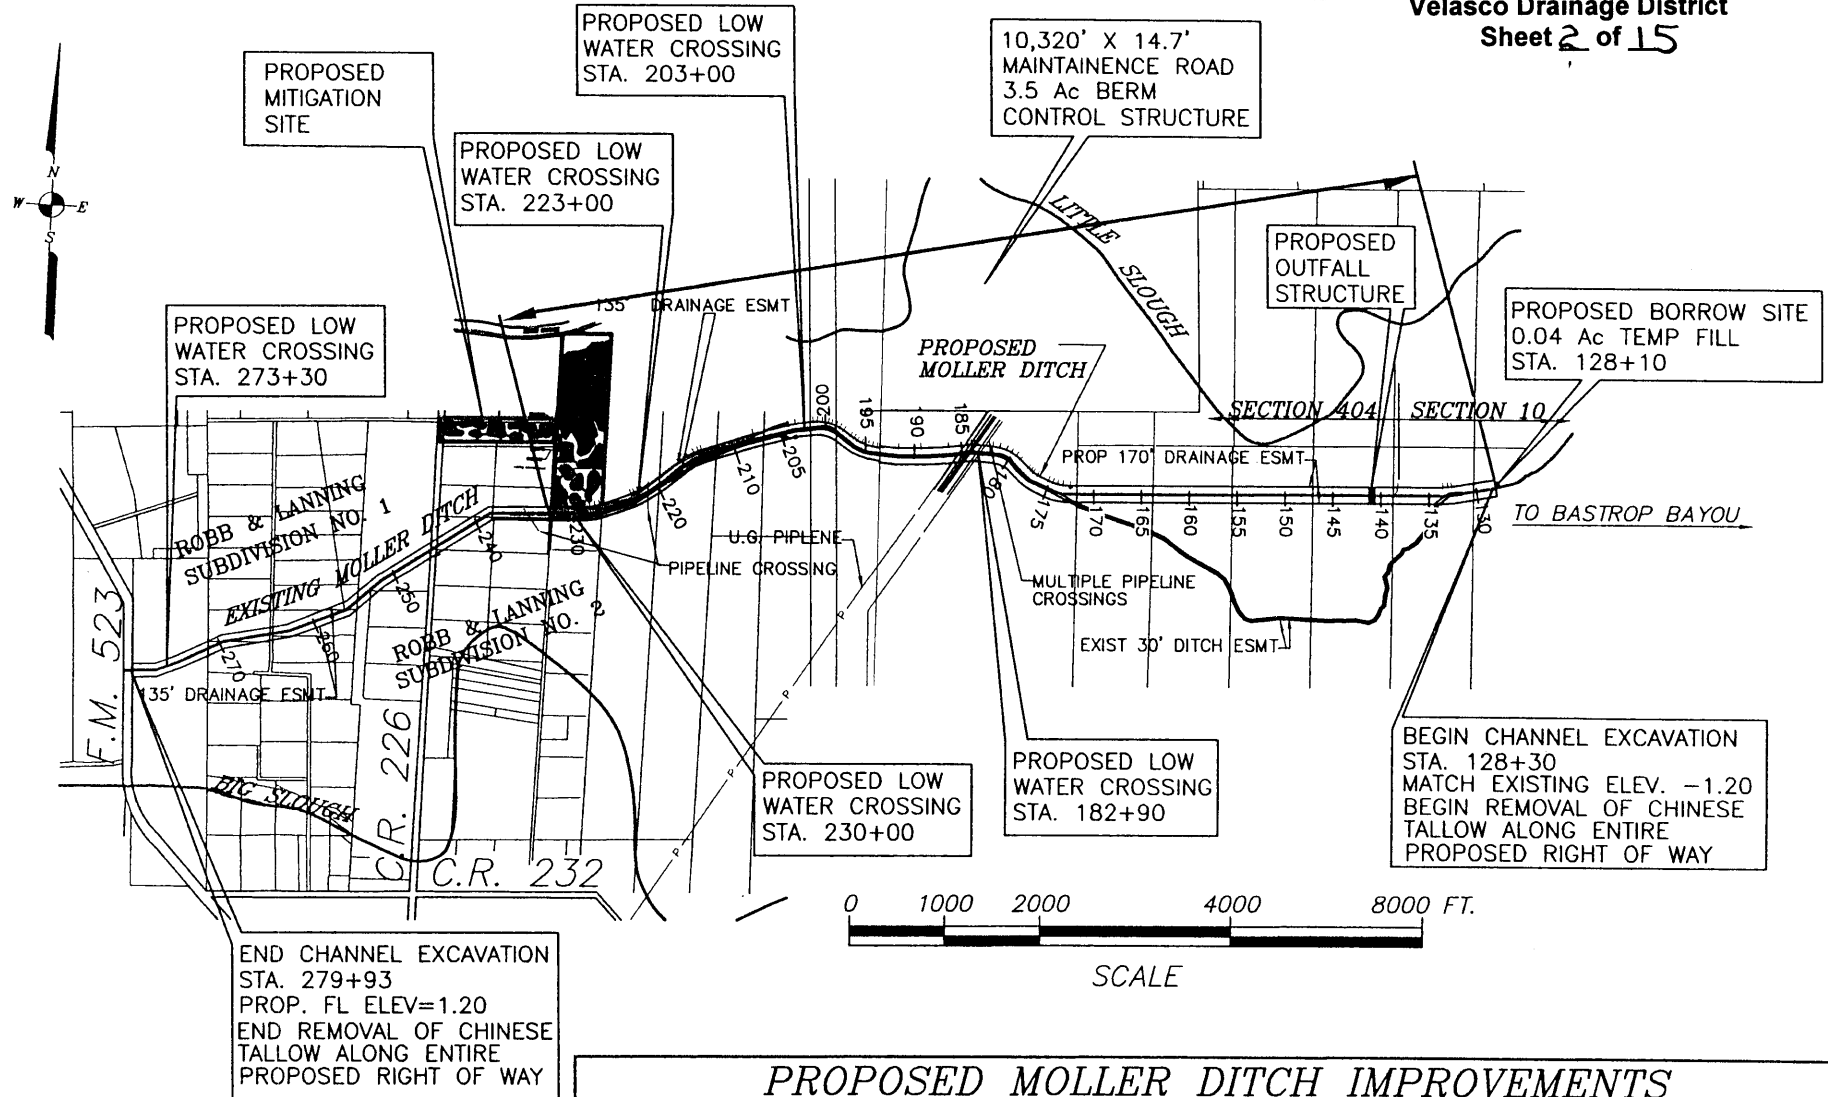 Velasco Drainage District
Sheet 2 of 15
PROPOSED LOW
WATER CROSSING
STA. 203+00
10,320' X 14.7'
MAINTAINENCE ROAD
3.5 Ac BERM
CONTROL STRUCTURE
PROPOSED
MITIGATION
SITE
PROPOSED LOW
WATER CROSSING
STA. 223+00
N
W
E
S
LITTLE
SLOUGH
PROPOSED
OUTFALL
STRUCTURE
135' DRAINAGE ESMT
PROPOSED BORROW SITE
0.04 Ac TEMP FILL
STA. 128+10
PROPOSED LOW
WATER CROSSING
STA. 273+30
PROPOSED
MOLLER DITCH
SECTION 404
SECTION 10
200
195
190
185
180
175
170
165
160
155
150
145
140
135
130
205
210
220
230
240
250
260
270
PROP 170' DRAINAGE ESMT
TO BASTROP BAYOU
ROBB & LANNING
SUBDIVISION NO. 1
EXISTING MOLLER DITCH
U.G. PIPLENE
PIPELINE CROSSING
MULTIPLE PIPELINE
CROSSINGS
ROBB & LANNING
SUBDIVISION NO. 2
EXIST 30' DITCH ESMT
F.M. 523
135' DRAINAGE ESMT
P
P
P
P
C.R. 226
BIG SLOUGH
C.R. 232
PROPOSED LOW
WATER CROSSING
STA. 230+00
PROPOSED LOW
WATER CROSSING
STA. 182+90
BEGIN CHANNEL EXCAVATION
STA. 128+30
MATCH EXISTING ELEV. -1.20
BEGIN REMOVAL OF CHINESE
TALLOW ALONG ENTIRE
PROPOSED RIGHT OF WAY
0 1000 2000 4000 8000 FT.
SCALE
END CHANNEL EXCAVATION
STA. 279+93
PROP. FL ELEV=1.20
END REMOVAL OF CHINESE
TALLOW ALONG ENTIRE
PROPOSED RIGHT OF WAY
PROPOSED MOLLER DITCH IMPROVEMENTS